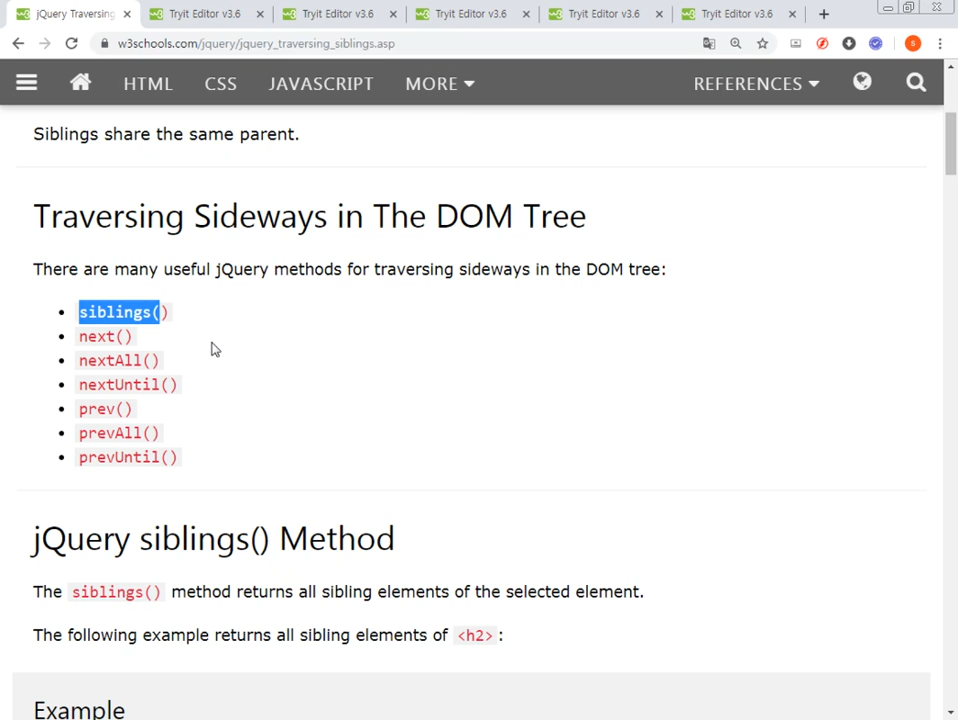 jQuery Traversing
Tryit Editor v3.6
Tryit Editor v3.6
Tryit Editor v3.6
Tryit Editor v3.6
Tryit Editor v3.6
w3schools.com/jquery/jquery_traversing_siblings.asp
S
HTML
CSS
JAVASCRIPT
MORE
REFERENCES
Siblings share the same parent.
Traversing Sideways in The DOM Tree
There are many useful jQuery methods for traversing sideways in the DOM tree:
• siblings()
• next()
• nextAll()
• nextUntil()
• prev()
• prevAll()
• prevUntil()
jQuery siblings() Method
The siblings() method returns all sibling elements of the selected element.
The following example returns all sibling elements of <h2>:
Example